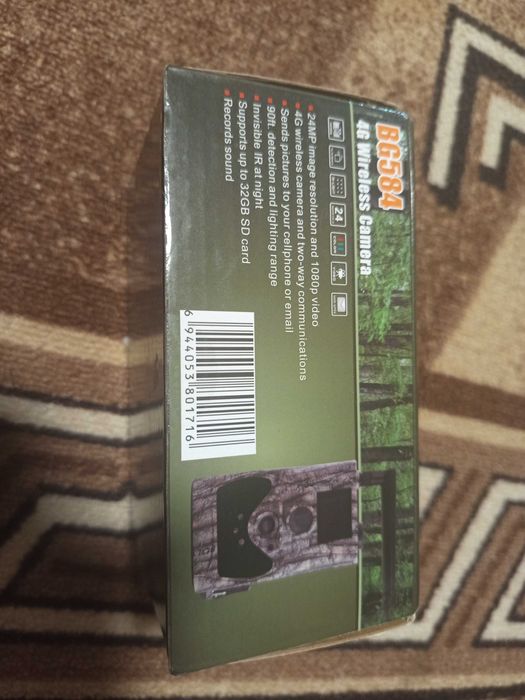 BG584
4G Wireless Camera
24
24MP image resolution and 1080p video
4G wireless camera and two-way communications
Sends pictures to your cellphone or email
90ft. detection and lighting range
Invisible IR at night
Supports up to 32GB SD card
Records sound
6 944053 801716